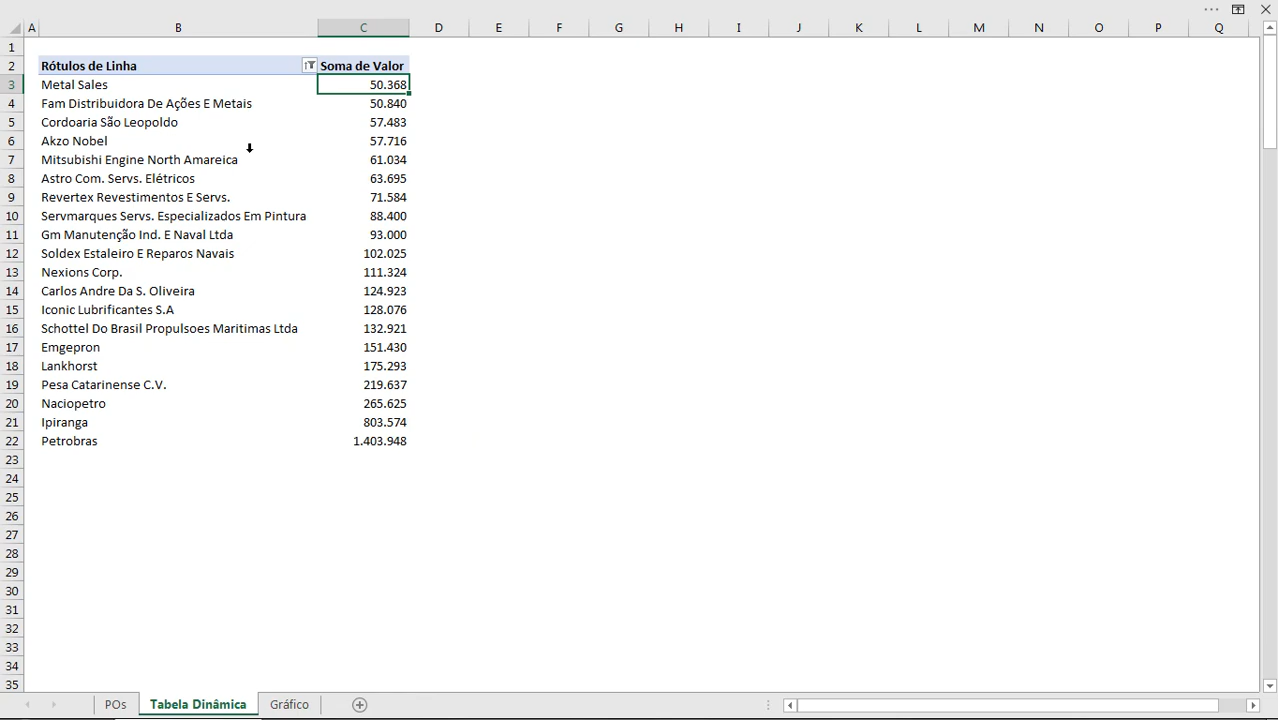 A B C D E F G H I J K L M N O P Q
1
2 Rótulos de Linha Soma de Valor
3 Metal Sales 50.368
4 Fam Distribuidora De Ações E Metais 50.840
5 Cordoaria São Leopoldo 57.483
6 Akzo Nobel 57.716
7 Mitsubishi Engine North Amareica 61.034
8 Astro Com. Servs. Elétricos 63.695
9 Revertex Revestimentos E Servs. 71.584
10 Servmarques Servs. Especializados Em Pintura 88.400
11 Gm Manutenção Ind. E Naval Ltda 93.000
12 Soldex Estaleiro E Reparos Navais 102.025
13 Nexions Corp. 111.324
14 Carlos Andre Da S. Oliveira 124.923
15 Iconic Lubrificantes S.A 128.076
16 Schottel Do Brasil Propulsoes Maritimas Ltda 132.921
17 Emgepron 151.430
18 Lankhorst 175.293
19 Pesa Catarinense C.V. 219.637
20 Naciopetro 265.625
21 Ipiranga 803.574
22 Petrobras 1.403.948
23
24
25
26
27
28
29
30
31
32
33
34
35
POs Tabela Dinâmica Gráfico